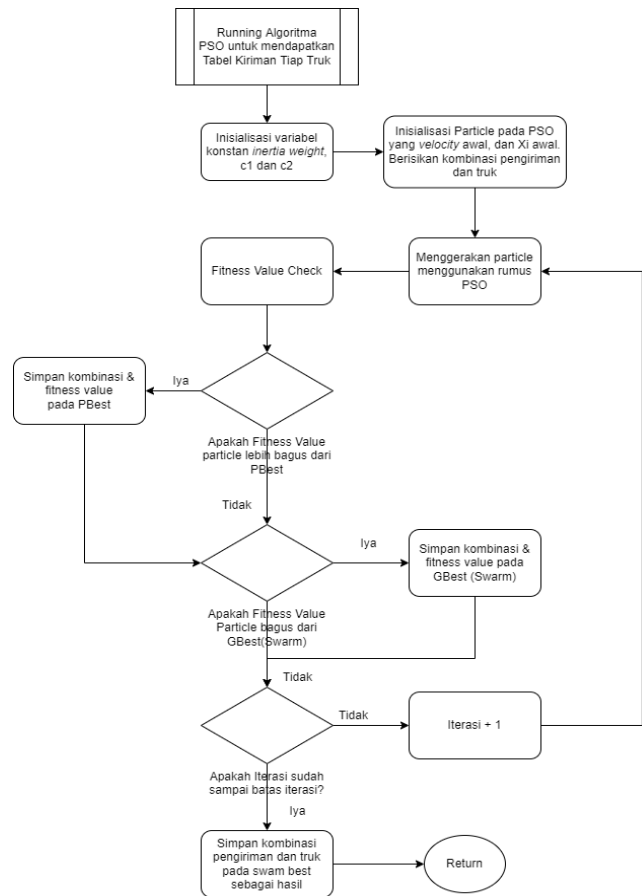 Running Algoritma
PSO untuk mendapatkan
Tabel Kiriman Tiap Truk
Inisialisasi variabel
konstan inertia weight,
c1 dan c2
Inisialisasi Particle pada PSO
yang velocity awal, dan Xi awal.
Berisikan kombinasi pengiriman
dan truk
Menggerakan particle
menggunakan rumus
PSO
Fitness Value Check
Iya
Simpan kombinasi &
fitness value
pada PBest
Apakah Fitness Value
particle lebih bagus dari
PBest
Tidak
Iya
Simpan kombinasi &
fitness value pada
GBest (Swarm)
Apakah Fitness Value
Particle bagus dari
GBest(Swarm)
Tidak
Tidak
Iterasi + 1
Apakah Iterasi sudah
sampai batas iterasi?
Iya
Simpan kombinasi
pengiriman dan truk
pada swam best
sebagai hasil
Return